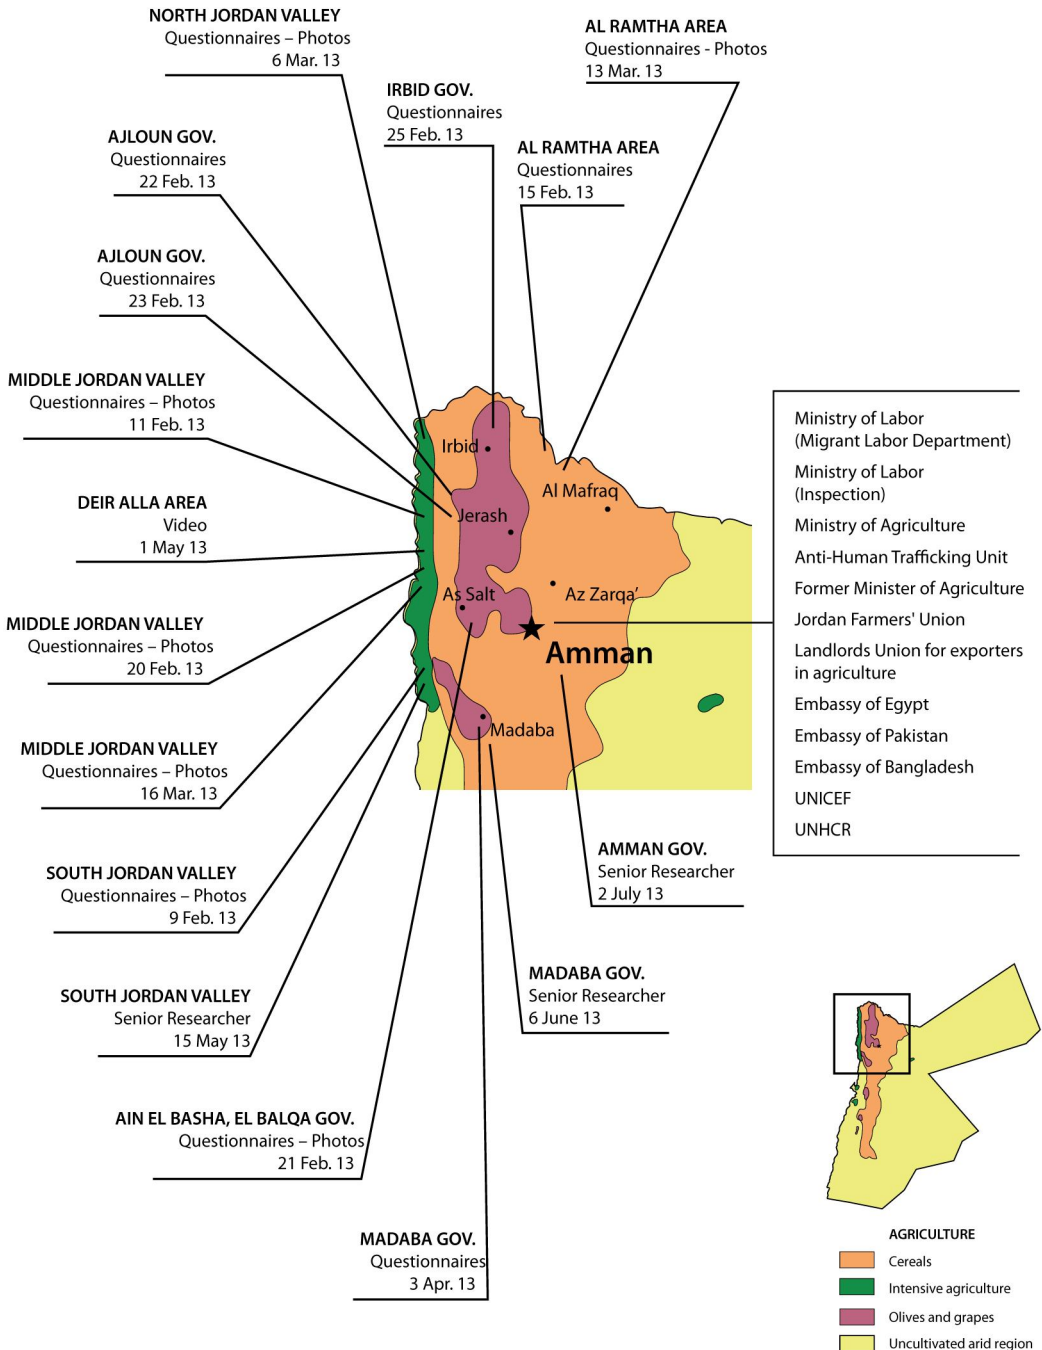 NORTH JORDAN VALLEY
Questionnaires – Photos
6 Mar. 13
AL RAMTHA AREA
Questionnaires - Photos
13 Mar. 13
IRBID GOV.
Questionnaires
25 Feb. 13
AJLOUN GOV.
Questionnaires
22 Feb. 13
AL RAMTHA AREA
Questionnaires
15 Feb. 13
AJLOUN GOV.
Questionnaires
23 Feb. 13
MIDDLE JORDAN VALLEY
Questionnaires – Photos
11 Feb. 13
DEIR ALLA AREA
Video
1 May 13
MIDDLE JORDAN VALLEY
Questionnaires – Photos
20 Feb. 13
MIDDLE JORDAN VALLEY
Questionnaires – Photos
16 Mar. 13
SOUTH JORDAN VALLEY
Questionnaires – Photos
9 Feb. 13
SOUTH JORDAN VALLEY
Senior Researcher
15 May 13
AIN EL BASHA, EL BALQA GOV.
Questionnaires – Photos
21 Feb. 13
MADABA GOV.
Questionnaires
3 Apr. 13
MADABA GOV.
Senior Researcher
6 June 13
AMMAN GOV.
Senior Researcher
2 July 13
Irbid
Al Mafraq
Jerash
As Salt
Az Zarqa'
Amman
Madaba
Ministry of Labor
(Migrant Labor Department)
Ministry of Labor
(Inspection)
Ministry of Agriculture
Anti-Human Trafficking Unit
Former Minister of Agriculture
Jordan Farmers' Union
Landlords Union for exporters
in agriculture
Embassy of Egypt
Embassy of Pakistan
Embassy of Bangladesh
UNICEF
UNHCR
AGRICULTURE
Cereals
Intensive agriculture
Olives and grapes
Uncultivated arid region